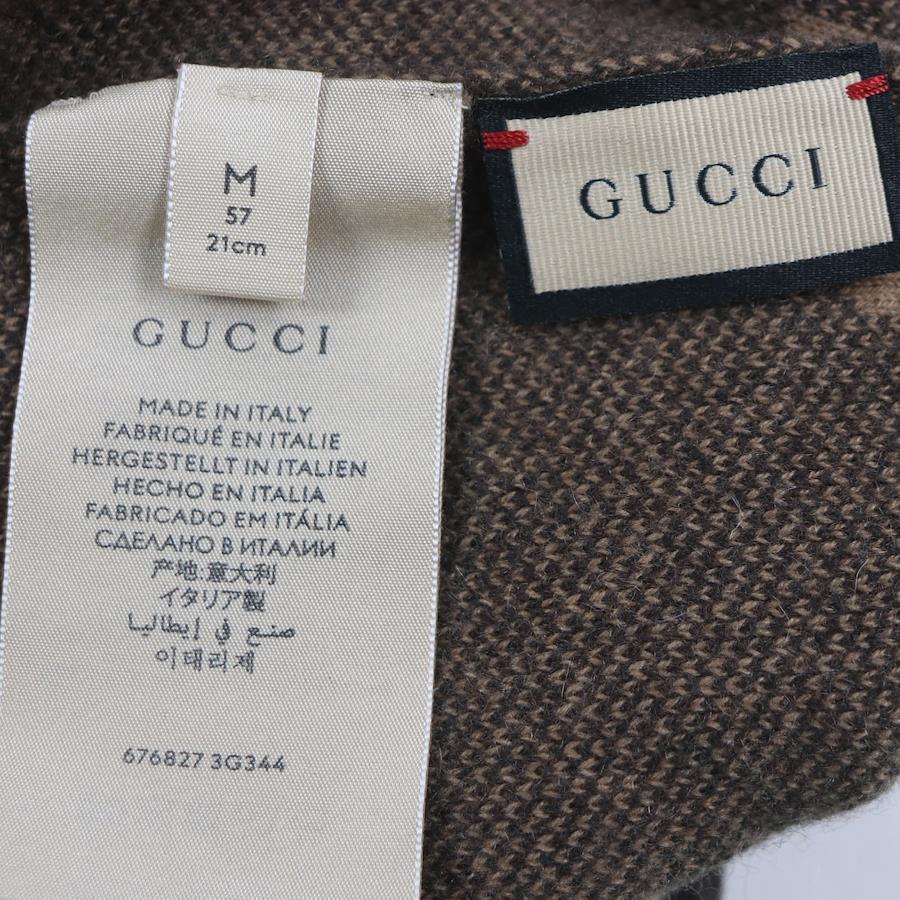 M
57
21cm
GUCCI
GUCCI
MADE IN ITALY
FABRIQUÉ EN ITALIE
HERGESTELLT IN ITALIEN
HECHO EN ITALIA
FABRICADO EM ITÁLIA
СДЕЛАНО В ИТАЛИИ
产地:意大利
イタリア製
صنع في إيطاليا
이태리제
676827 3G344